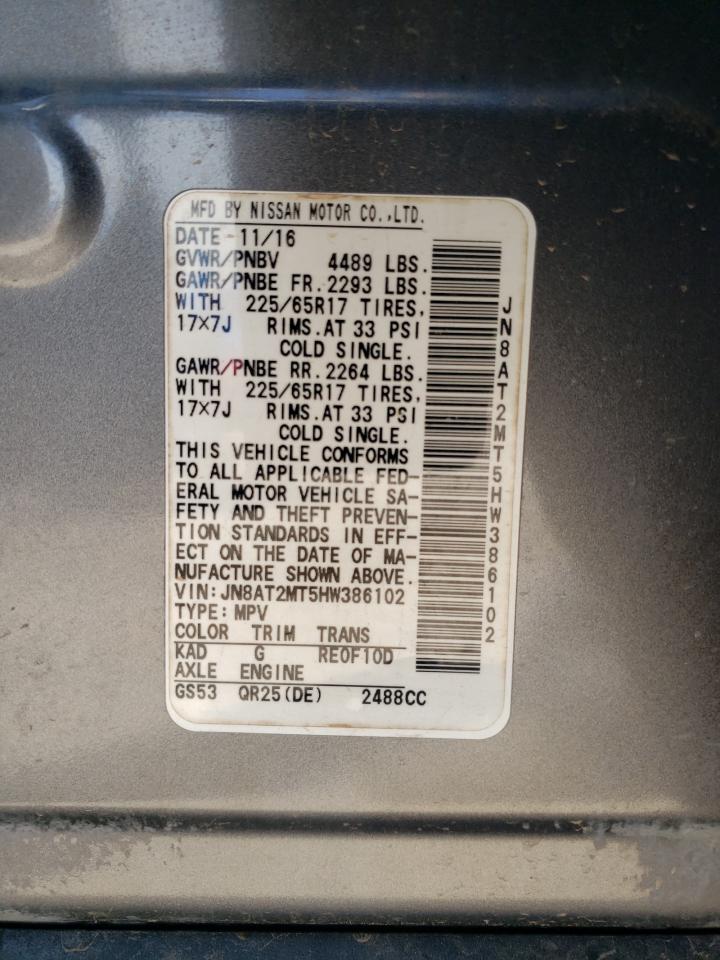 MFD BY NISSAN MOTOR CO.,LTD.
DATE 11/16
GVWR/PNBV 4489 LBS.
GAWR/PNBE FR. 2293 LBS.
WITH 225/65R17 TIRES,
17×7J RIMS.AT 33 PSI
COLD SINGLE.
GAWR/PNBE RR. 2264 LBS.
WITH 225/65R17 TIRES,
17×7J RIMS.AT 33 PSI
COLD SINGLE.
THIS VEHICLE CONFORMS
TO ALL APPLICABLE FED-
ERAL MOTOR VEHICLE SA-
FETY AND THEFT PREVEN-
TION STANDARDS IN EFF-
ECT ON THE DATE OF MA-
NUFACTURE SHOWN ABOVE.
VIN: JN8AT2MT5HW386102
TYPE: MPV
COLOR TRIM TRANS
KAD G RE0F10D
AXLE ENGINE
GS53 QR25(DE) 2488CC
JN8AT2MT5HW386102